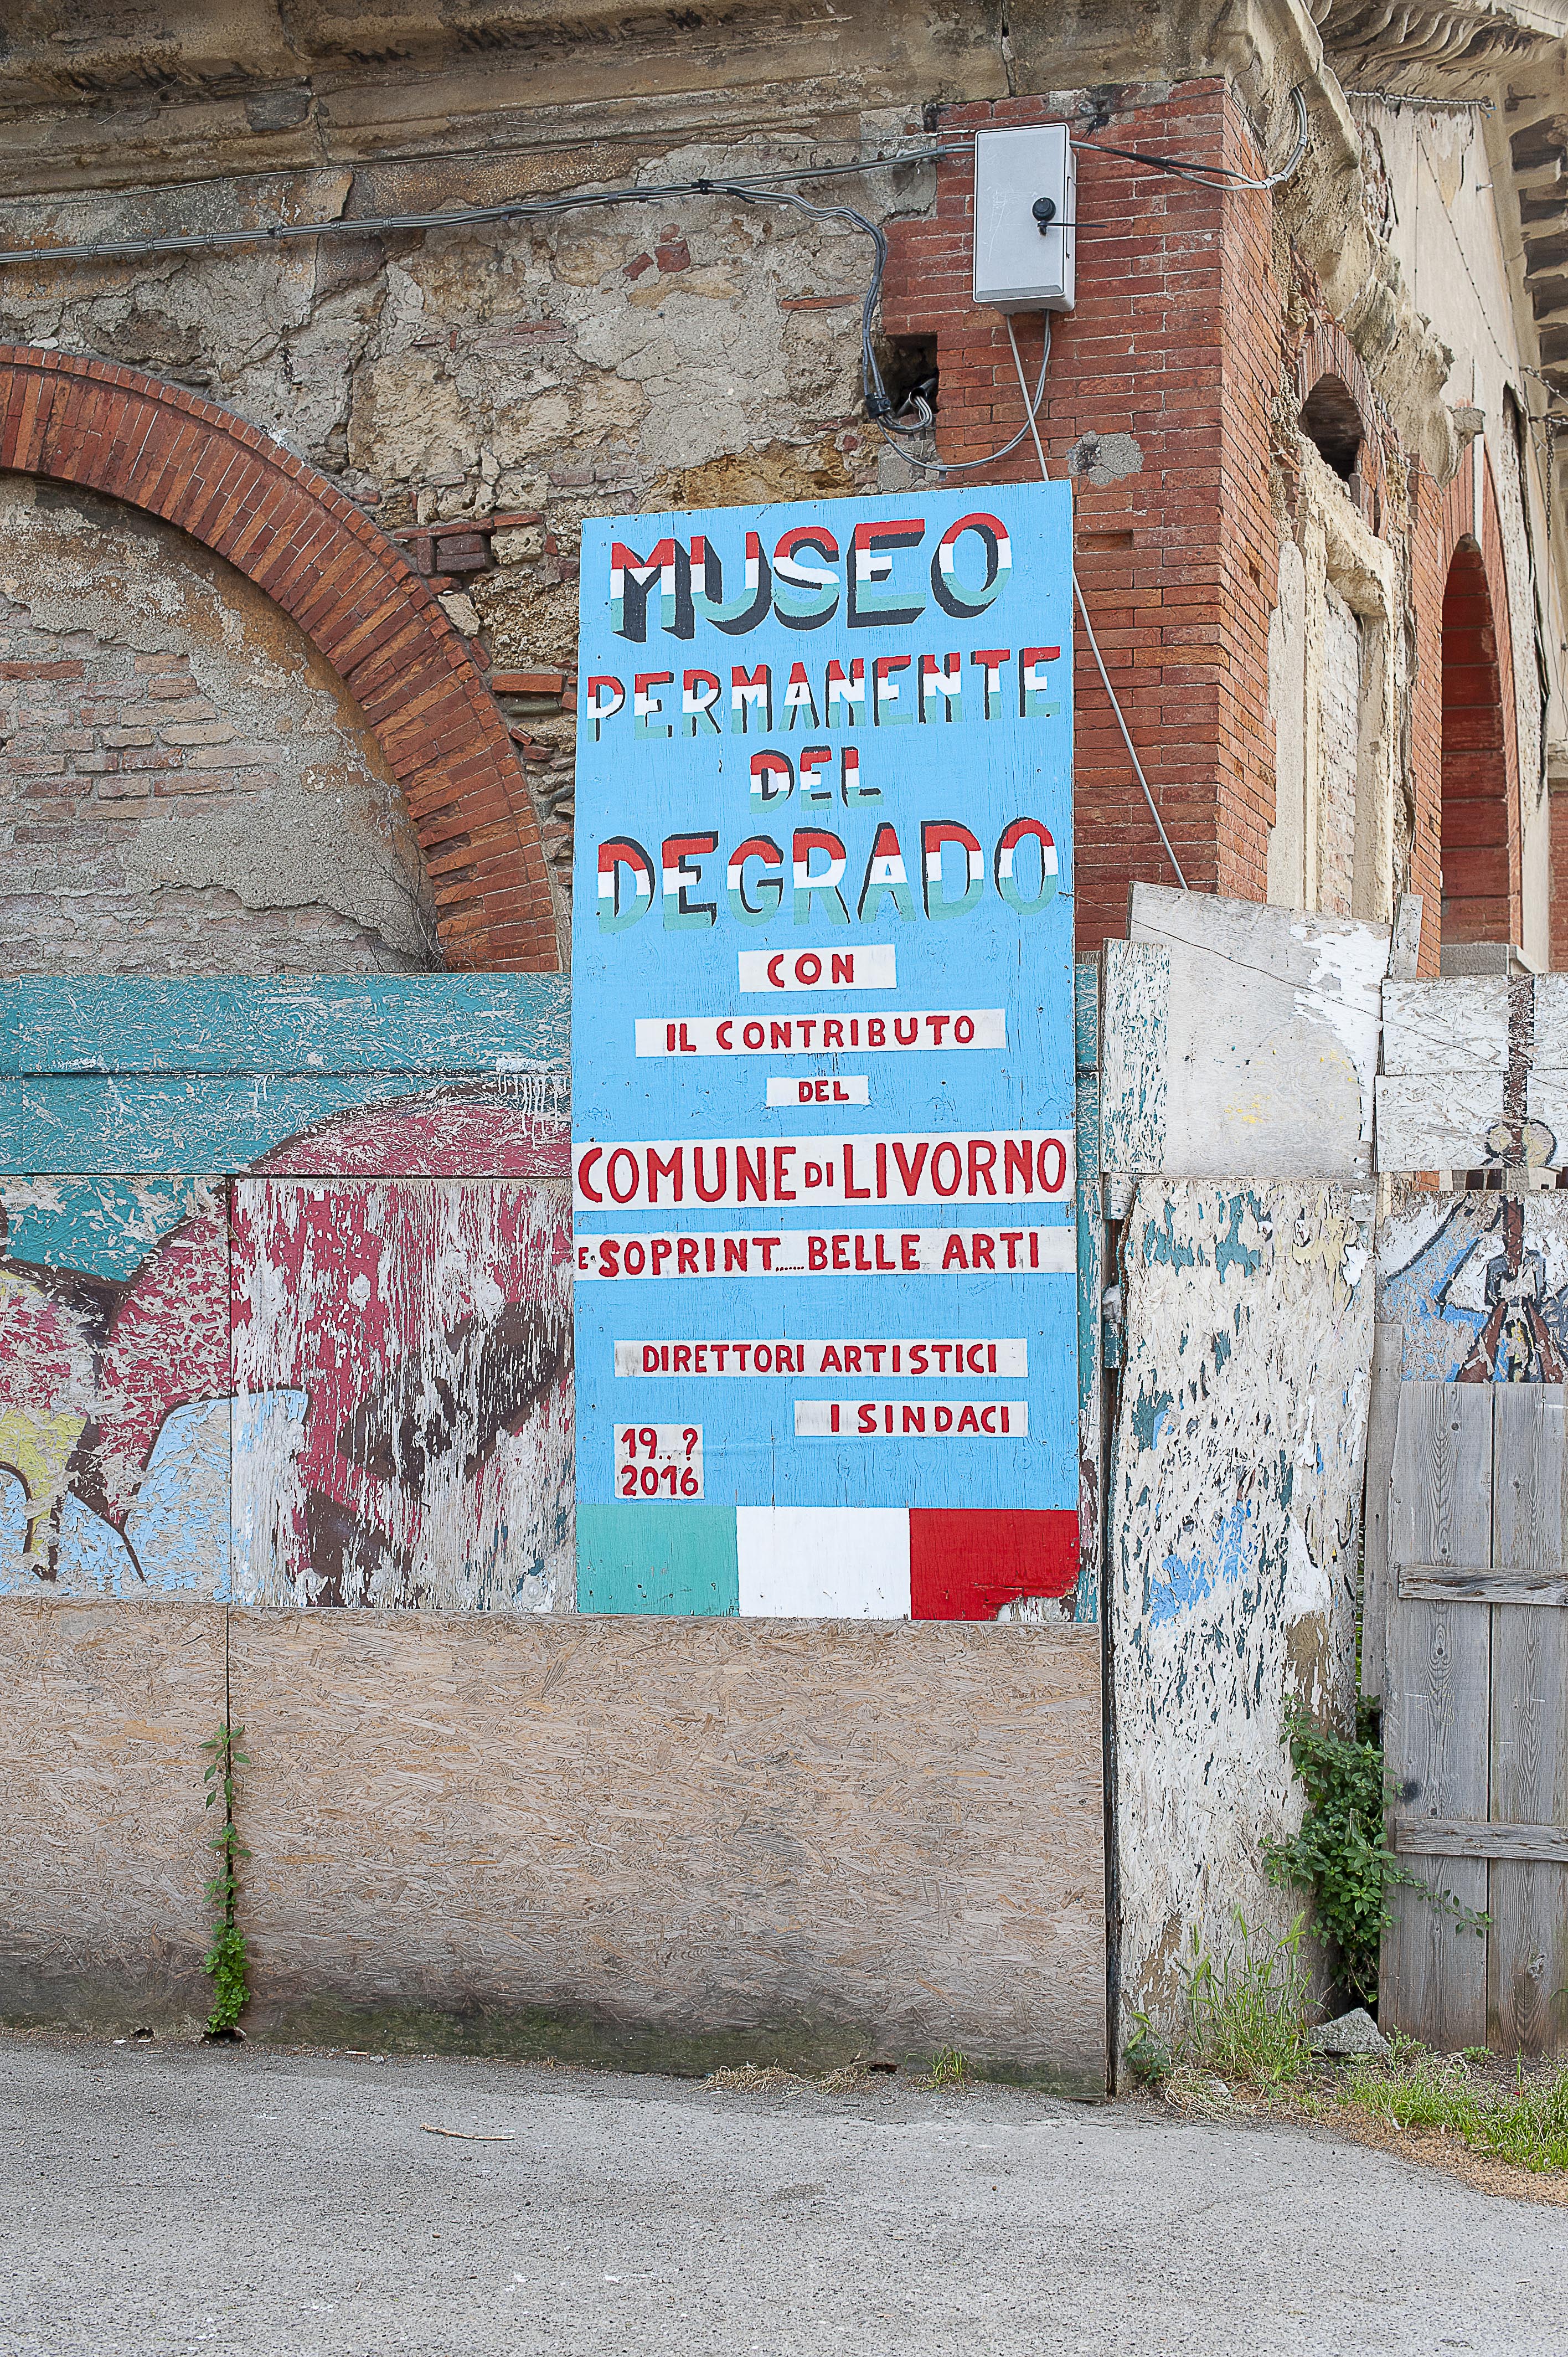 MUSEO
PERMANENTE
DEL
DEGRADO
CON
IL CONTRIBUTO
DEL
COMUNE DI LIVORNO
E SOPRINT....... BELLE ARTI
DIRETTORI ARTISTICI
I SINDACI
19..?
2016